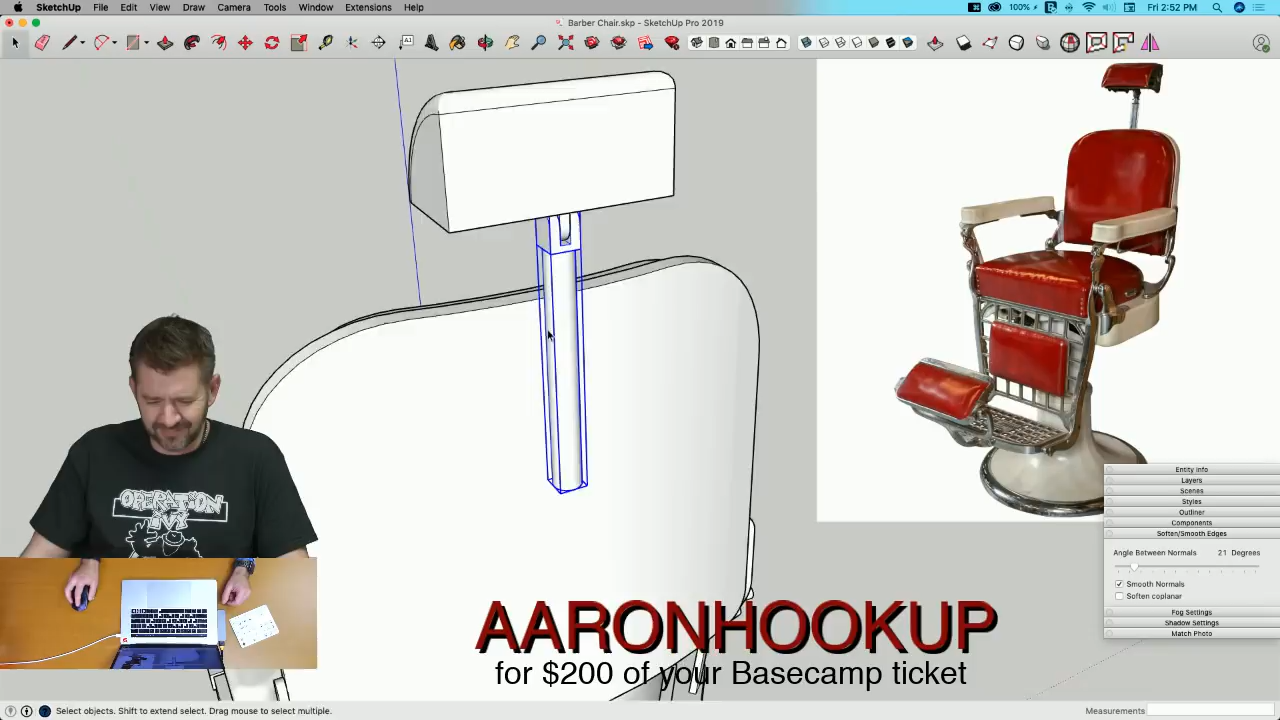 SketchUp File Edit View Draw Camera Tools Window Extensions Help
100% Fri 2:52 PM
Barber Chair.skp - SketchUp Pro 2019
OPERATION
IVY
Entity Info
Layers
Scenes
Styles
Outliner
Components
Soften/Smooth Edges
Angle Between Normals 21 Degrees
Smooth Normals
Soften coplanar
Fog Settings
Shadow Settings
Match Photo
AARONHOOKUP
for $200 of your Basecamp ticket
Select objects. Shift to extend select. Drag mouse to select multiple.
Measurements